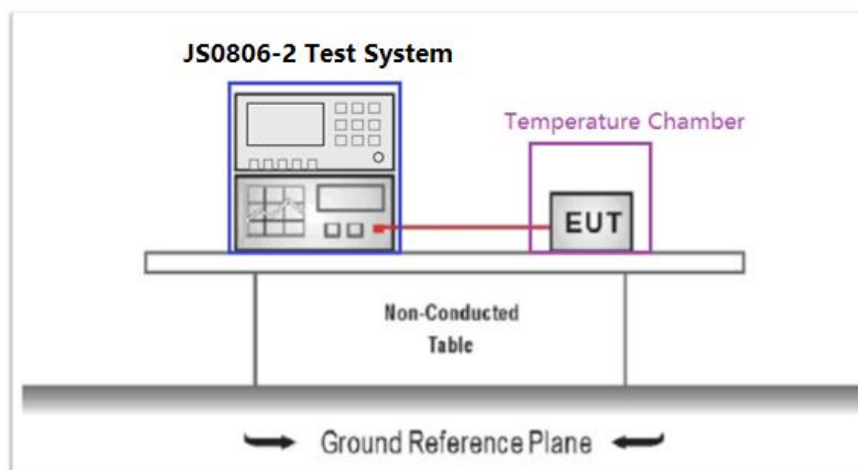 JS0806-2 Test System
Temperature Chamber
EUT
Non-Conducted
Table
Ground Reference Plane